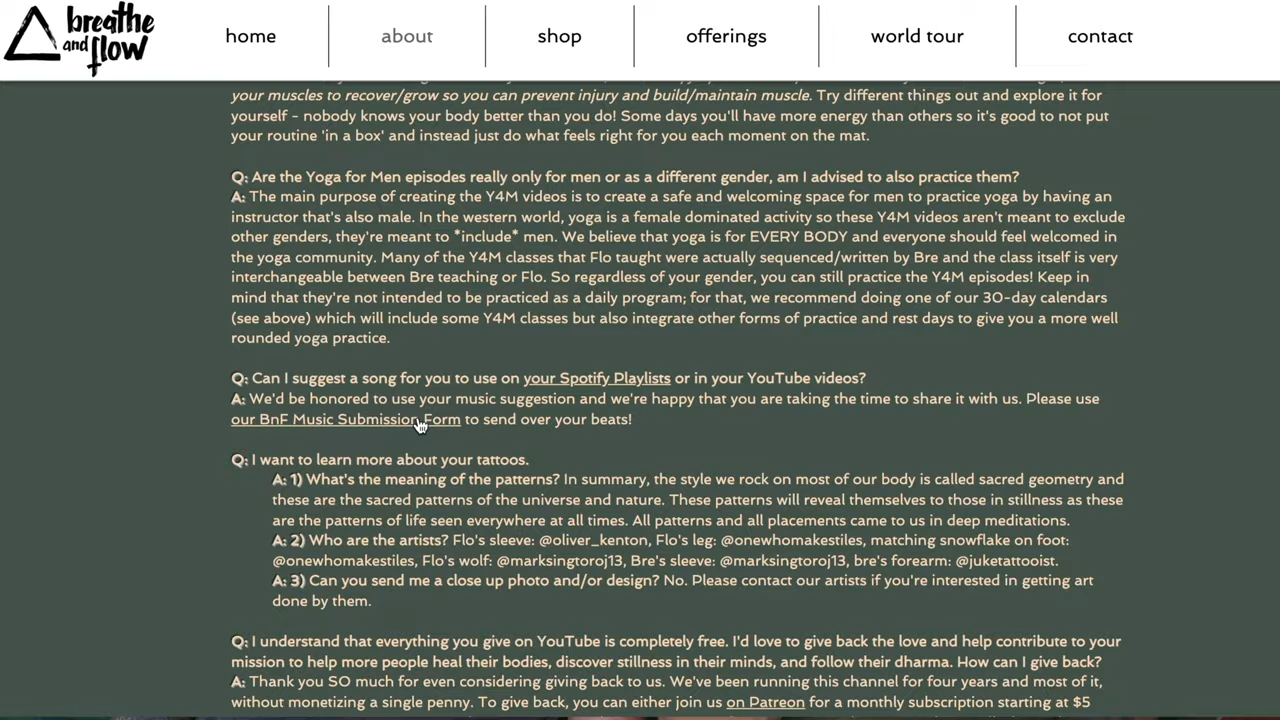 breathe
and flow
home
about
shop
offerings
world tour
contact
your muscles to recover/grow so you can prevent injury and build/maintain muscle. Try different things out and explore it for
yourself - nobody knows your body better than you do! Some days you'll have more energy than others so it's good to not put
your routine 'in a box' and instead just do what feels right for you each moment on the mat.
Q: Are the Yoga for Men episodes really only for men or as a different gender, am I advised to also practice them?
A: The main purpose of creating the Y4M videos is to create a safe and welcoming space for men to practice yoga by having an
instructor that's also male. In the western world, yoga is a female dominated activity so these Y4M videos aren't meant to exclude
other genders, they're meant to *include* men. We believe that yoga is for EVERY BODY and everyone should feel welcomed in
the yoga community. Many of the Y4M classes that Flo taught were actually sequenced/written by Bre and the class itself is very
interchangeable between Bre teaching or Flo. So regardless of your gender, you can still practice the Y4M episodes! Keep in
mind that they're not intended to be practiced as a daily program; for that, we recommend doing one of our 30-day calendars
(see above) which will include some Y4M classes but also integrate other forms of practice and rest days to give you a more well
rounded yoga practice.
Q: Can I suggest a song for you to use on your Spotify Playlists or in your YouTube videos?
A: We'd be honored to use your music suggestion and we're happy that you are taking the time to share it with us. Please use
our BnF Music Submission Form to send over your beats!
Q: I want to learn more about your tattoos.
A: 1) What's the meaning of the patterns? In summary, the style we rock on most of our body is called sacred geometry and
these are the sacred patterns of the universe and nature. These patterns will reveal themselves to those in stillness as these
are the patterns of life seen everywhere at all times. All patterns and all placements came to us in deep meditations.
A: 2) Who are the artists? Flo's sleeve: @oliver_kenton, Flo's leg: @onewhomakestiles, matching snowflake on foot:
@onewhomakestiles, Flo's wolf: @marksingtoroj13, Bre's sleeve: @marksingtoroj13, bre's forearm: @juketattooist.
A: 3) Can you send me a close up photo and/or design? No. Please contact our artists if you're interested in getting art
done by them.
Q: I understand that everything you give on YouTube is completely free. I'd love to give back the love and help contribute to your
mission to help more people heal their bodies, discover stillness in their minds, and follow their dharma. How can I give back?
A: Thank you SO much for even considering giving back to us. We've been running this channel for four years and most of it,
without monetizing a single penny. To give back, you can either join us on Patreon for a monthly subscription starting at $5